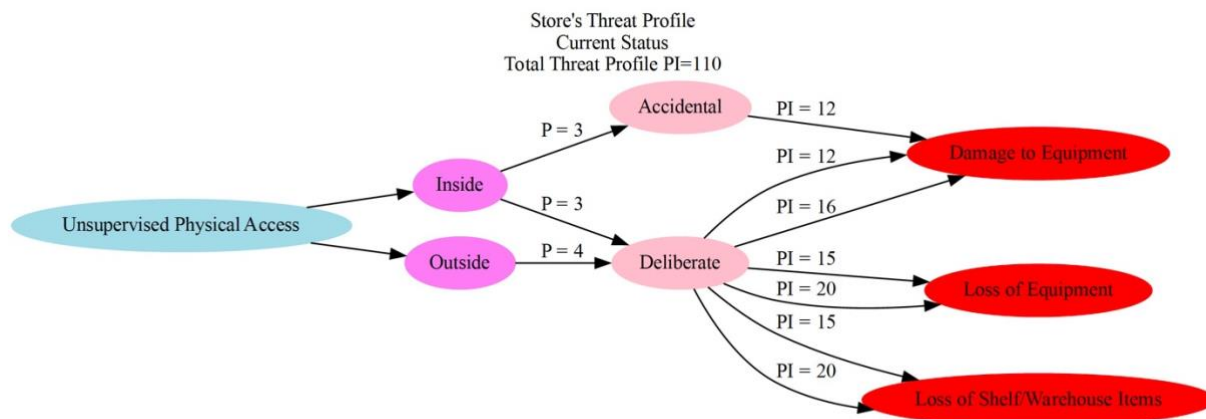 Store's Threat Profile
Current Status
Total Threat Profile PI=110
Accidental
PI = 12
P = 3
Damage to Equipment
PI = 12
Inside
PI = 16
Unsupervised Physical Access
P = 3
P = 4
PI = 15
Outside
Deliberate
PI = 20
Loss of Equipment
PI = 15
PI = 20
Loss of Shelf/Warehouse Items